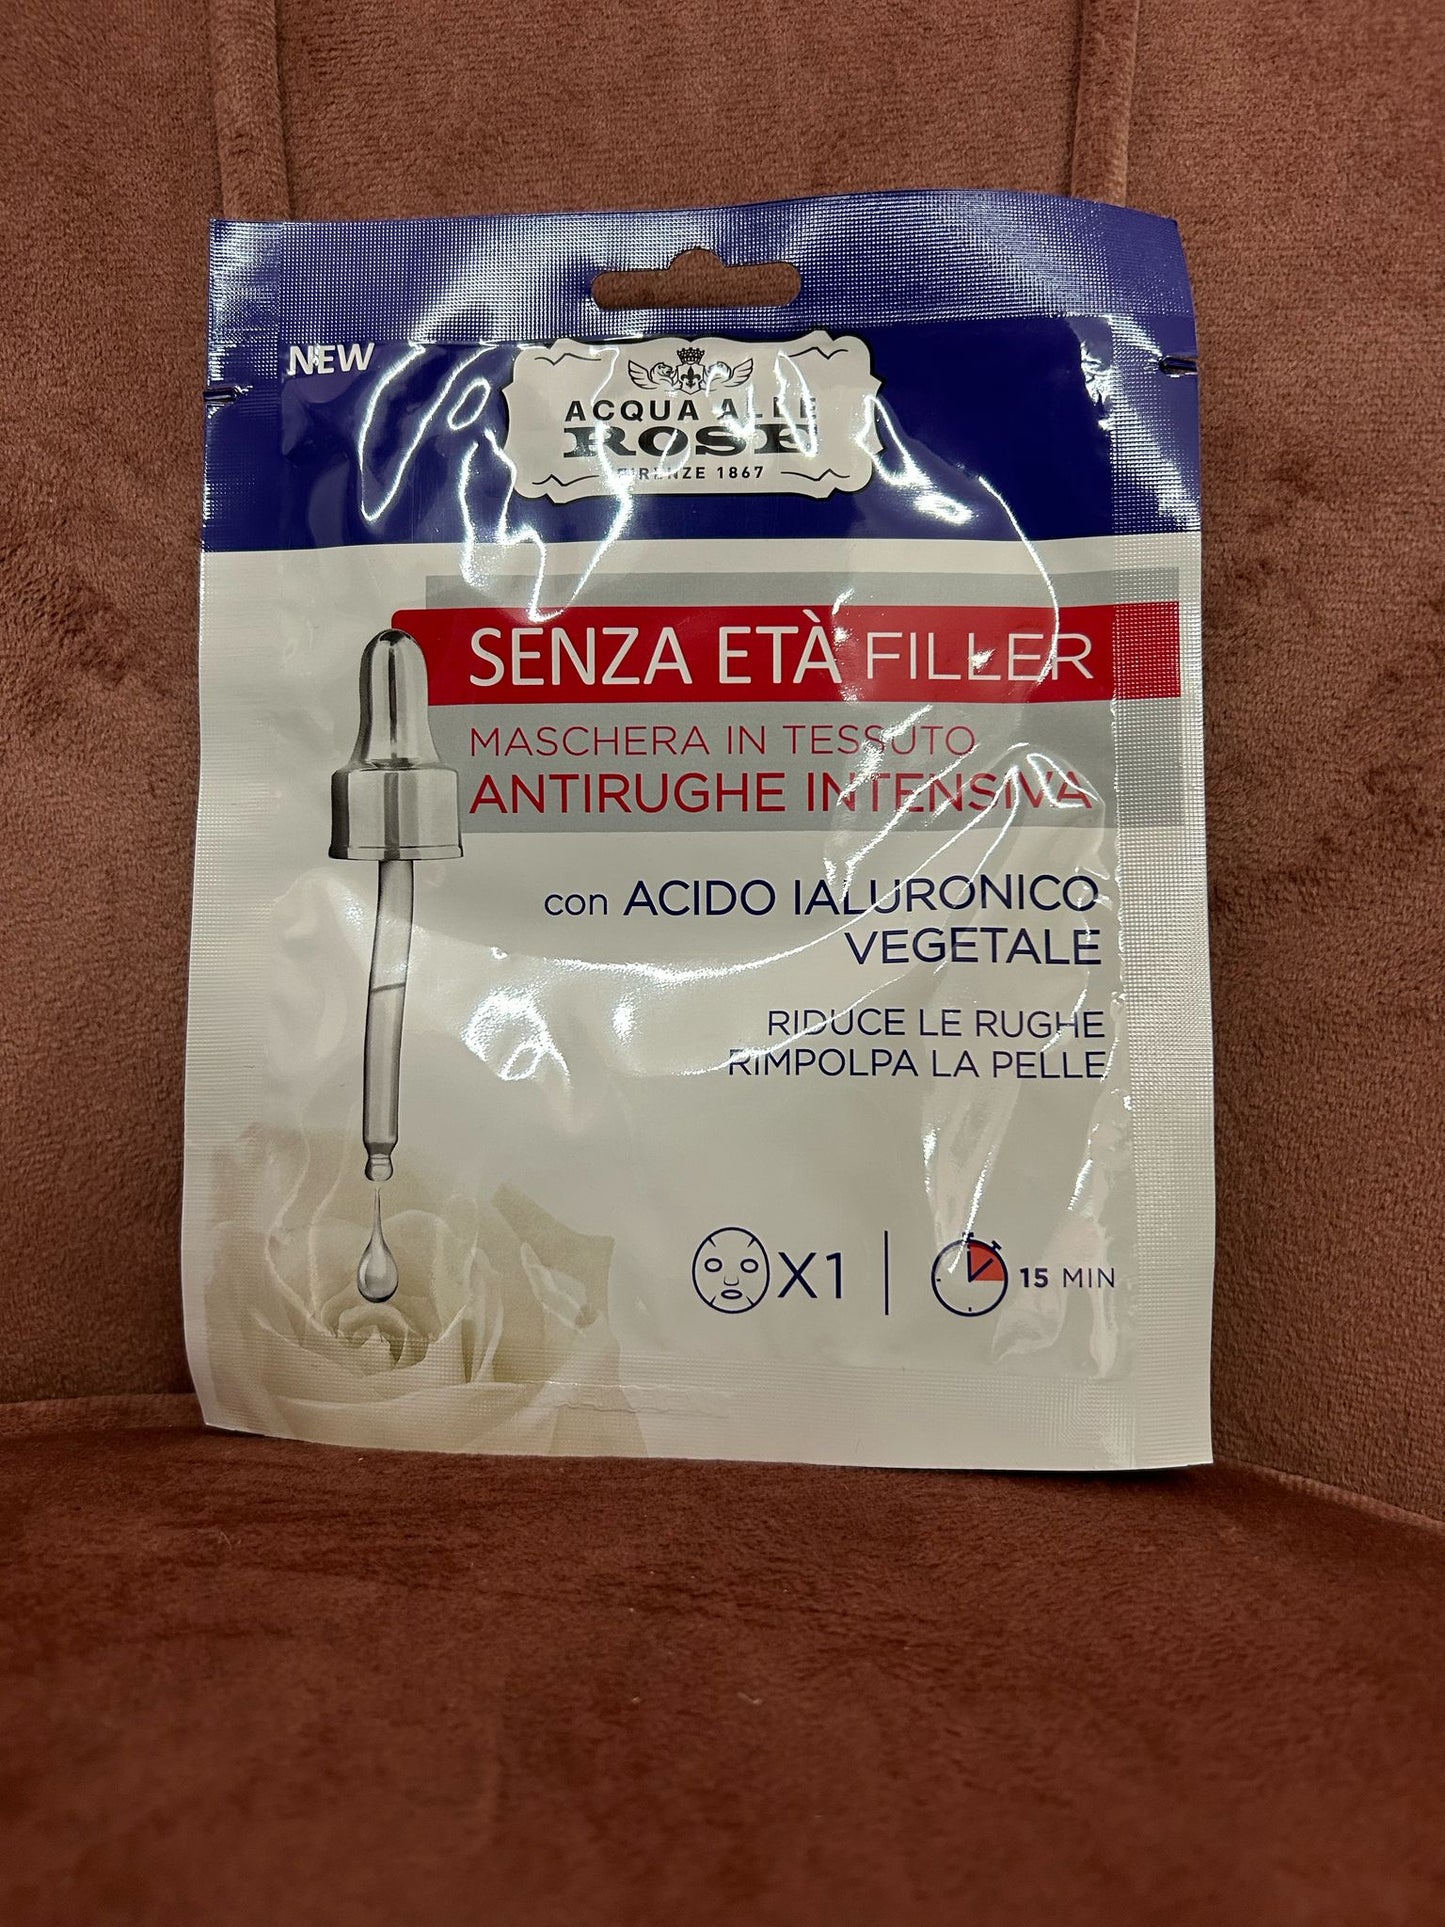 NEW
ACQUA ALLE
ROSE
FIRENZE 1867
SENZA ETÀ FILLER
MASCHERA IN TESSUTO
ANTIRUGHE INTENSIVA
con ACIDO IALURONICO
VEGETALE
RIDUCE LE RUGHE
RIMPOLPA LA PELLE
X1
15 MIN